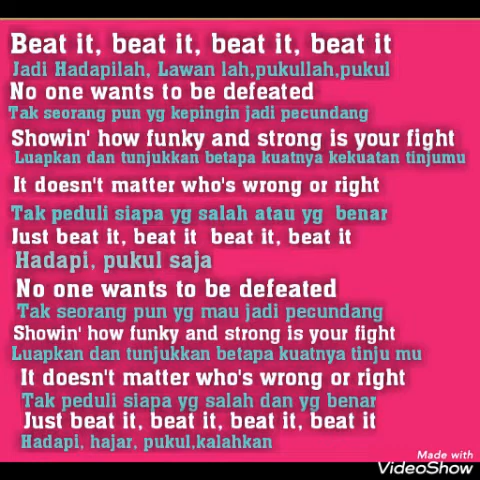 Beat it, beat it, beat it, beat it
Jadi Hadapilah, Lawan lah,pukullah,pukul
No one wants to be defeated
Tak seorang pun yg kepingin jadi pecundang
Showin' how funky and strong is your fight
Luapkan dan tunjukkan betapa kuatnya kekuatan tinjumu
It doesn't matter who's wrong or right
Tak peduli siapa yg salah atau yg benar
Just beat it, beat it beat it, beat it
Hadapi, pukul saja
No one wants to be defeated
Tak seorang pun yg mau jadi pecundang
Showin' how funky and strong is your fight
Luapkan dan tunjukkan betapa kuatnya tinju mu
It doesn't matter who's wrong or right
Tak peduli siapa yg salah dan yg benar
Just beat it, beat it, beat it, beat it
Hadapi, hajar, pukul,kalahkan
Made with
VideoShow